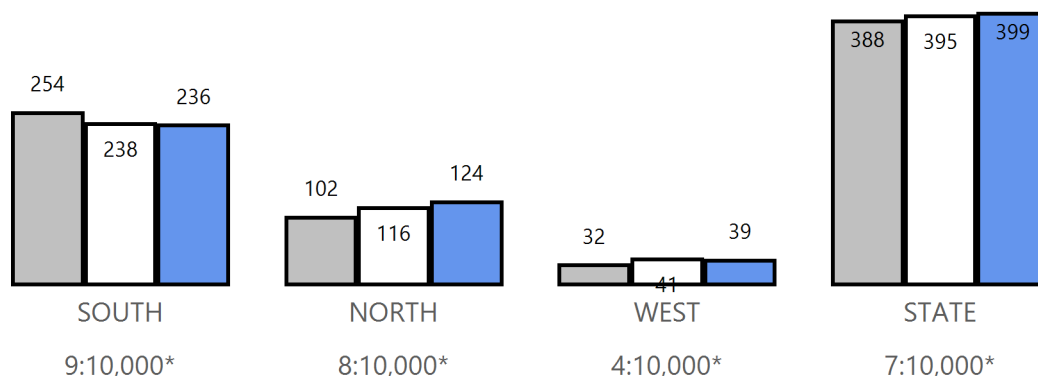 388 395 399
254 236
238
124
102
116
39
32
41
SOUTH NORTH WEST STATE
9:10,000* 8:10,000* 4:10,000* 7:10,000*